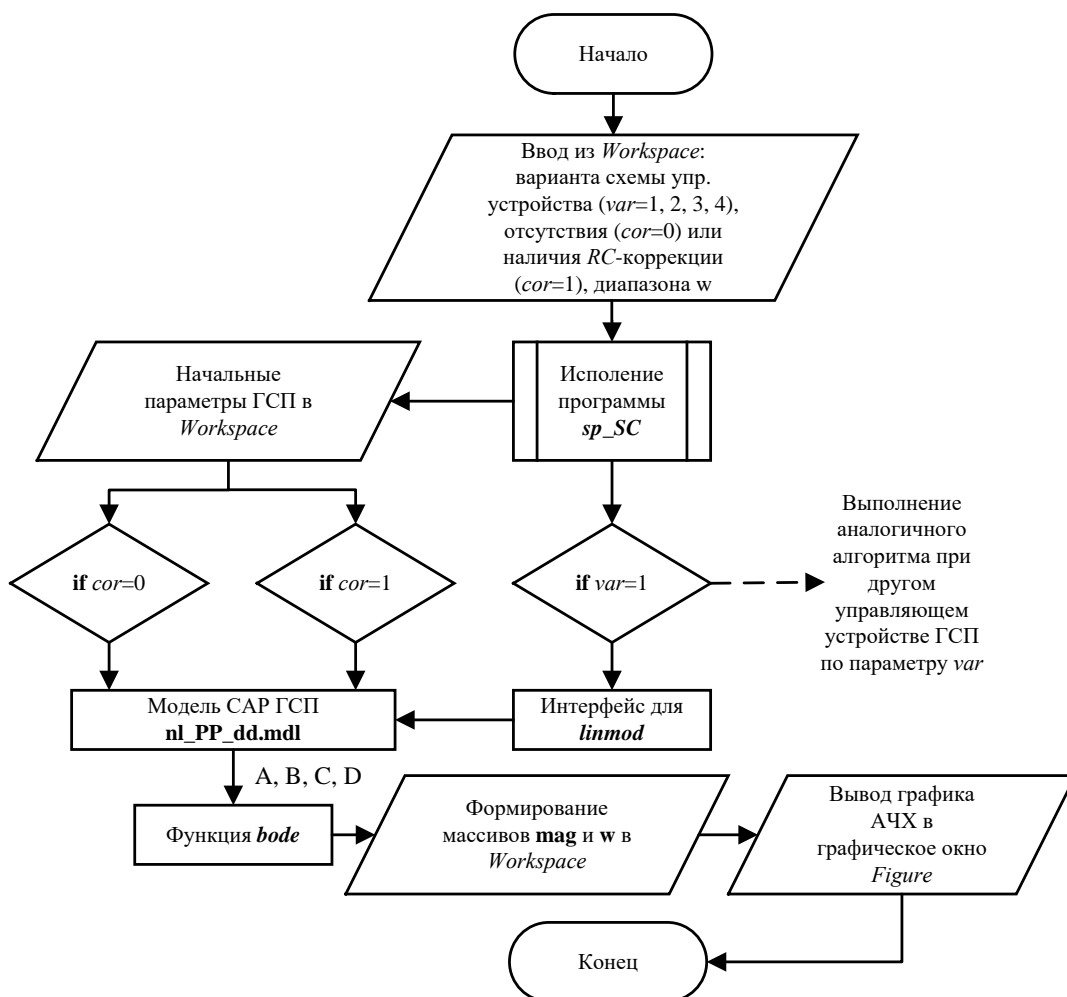 Начало
Ввод из Workspace:
варианта схемы упр.
устройства (var=1, 2, 3, 4),
отсутствия (cor=0) или
наличия RC-коррекции
(cor=1), диапазона w
Начальные
параметры ГСП в
Workspace
Исполение
программы
sp_SC
if cor=0
if cor=1
if var=1
Выполнение
аналогичного
алгоритма при
другом
управляющем
устройстве ГСП
по параметру var
Модель САР ГСП
nl_PP_dd.mdl
Интерфейс для
linmod
A, B, C, D
Функция bode
Формирование
массивов mag и w в
Workspace
Вывод графика
АЧХ в
графическое окно
Figure
Конец